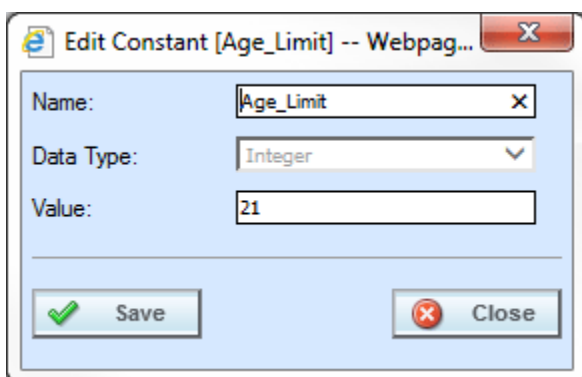 Edit Constant [Age_Limit] -- Webpag...
Name: Age_Limit
Data Type: Integer
Value: 21
Save Close